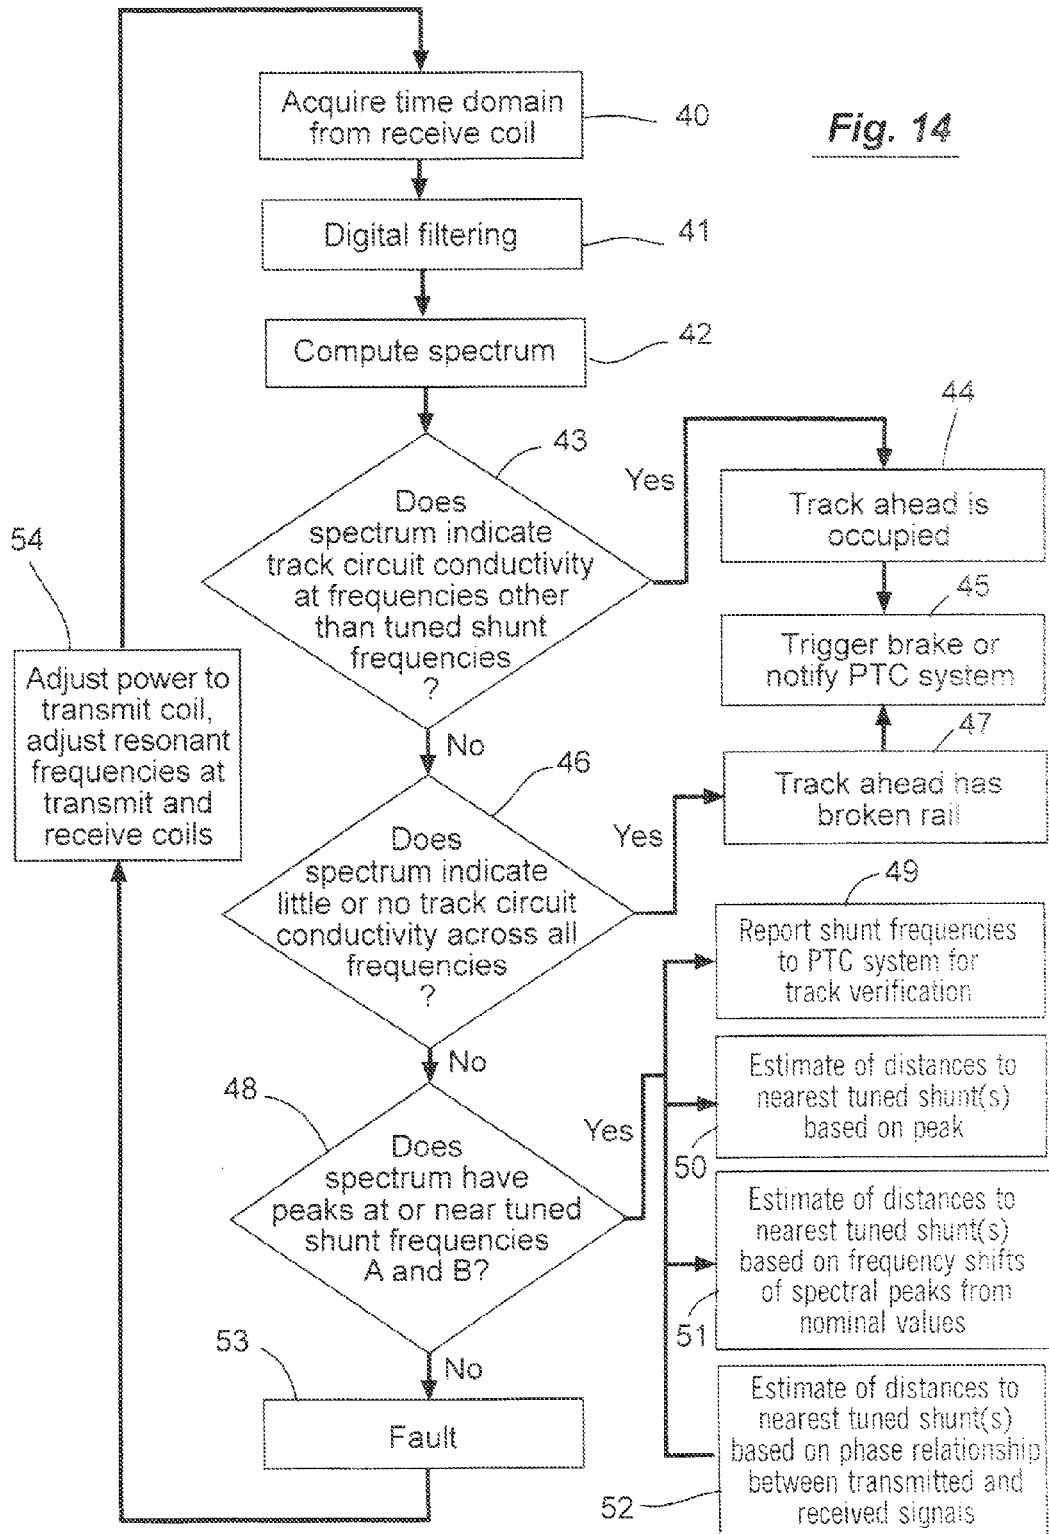 Fig. 14
Acquire time domain
from receive coil
40
Digital filtering
41
Compute spectrum
42
43
Does
spectrum indicate
track circuit conductivity
at frequencies other
than tuned shunt
frequencies
?
Yes
44
Track ahead is
occupied
45
Trigger brake or
notify PTC system
47
Track ahead has
broken rail
54
Adjust power to
transmit coil,
adjust resonant
frequencies at
transmit and
receive coils
No
46
Does
spectrum indicate
little or no track circuit
conductivity across all
frequencies
?
Yes
49
Report shunt frequencies
to PTC system for
track verification
No
48
Does
spectrum have
peaks at or near tuned
shunt frequencies
A and B?
Yes
Estimate of distances to
nearest tuned shunt(s)
based on peak
50
Estimate of distances to
nearest tuned shunt(s)
based on frequency shifts
of spectral peaks from
nominal values
51
No
53
Fault
Estimate of distances to
nearest tuned shunt(s)
based on phase relationship
between transmitted and
received signals
52